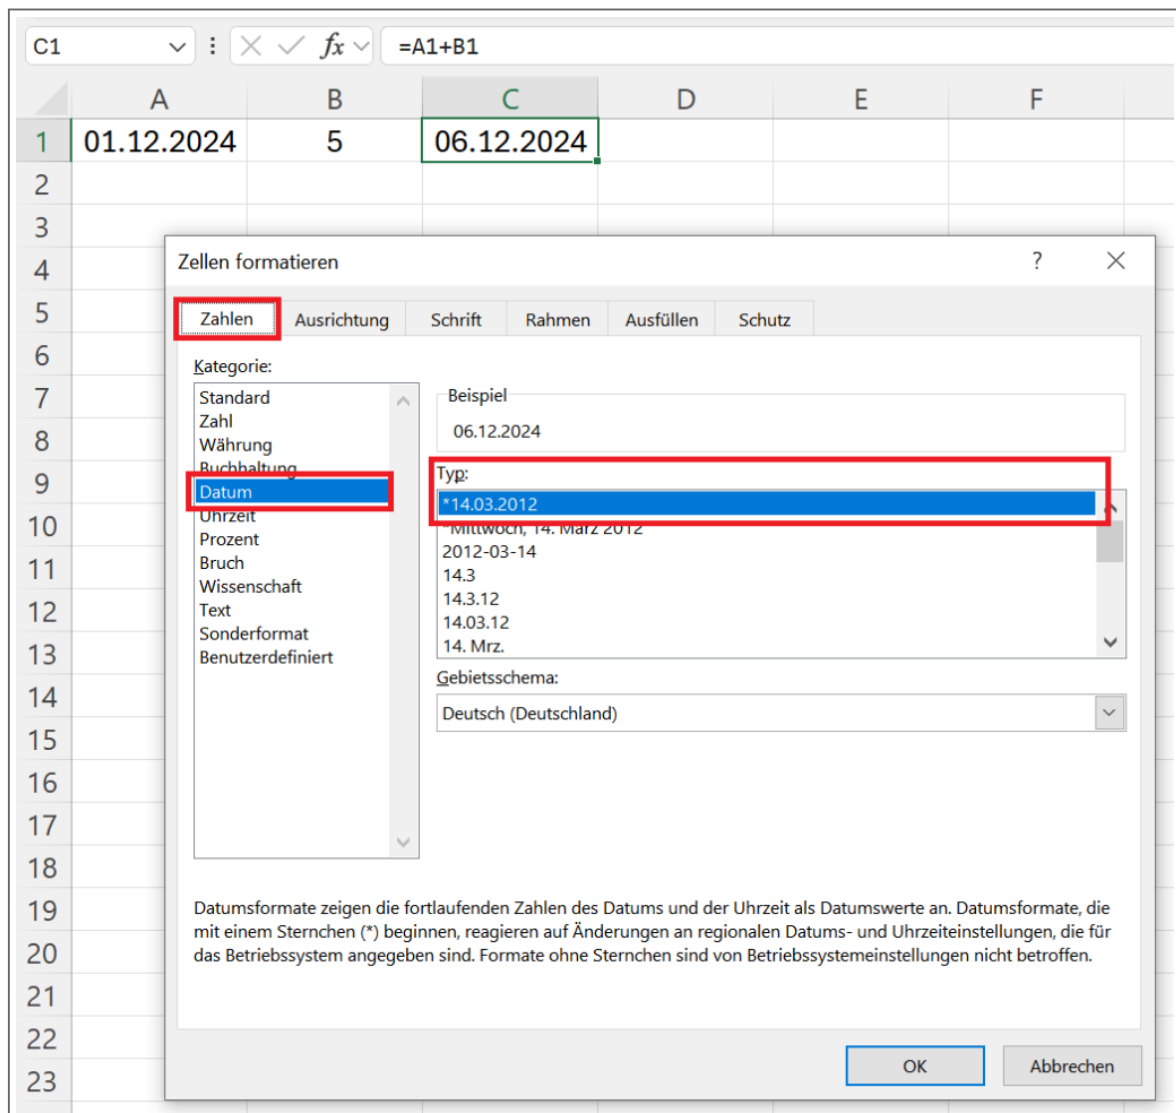 C1 fx =A1+B1
A B C D E F
1 01.12.2024 5 06.12.2024
2
3
4
5
6
7
8
9
10
11
12
13
14
15
16
17
18
19
20
21
22
23
Zellen formatieren ?
Zahlen Ausrichtung Schrift Rahmen Ausfüllen Schutz
Kategorie:
Standard
Zahl
Währung
Buchhaltung
Datum
Uhrzeit
Prozent
Bruch
Wissenschaft
Text
Sonderformat
Benutzerdefiniert
Beispiel
06.12.2024
Typ:
*14.03.2012
*Mittwoch, 14. März 2012
2012-03-14
14.3
14.3.12
14.03.12
14. Mrz.
Gebietsschema:
Deutsch (Deutschland)
Datumsformate zeigen die fortlaufenden Zahlen des Datums und der Uhrzeit als Datumswerte an. Datumsformate, die
mit einem Sternchen (*) beginnen, reagieren auf Änderungen an regionalen Datums- und Uhrzeiteinstellungen, die für
das Betriebssystem angegeben sind. Formate ohne Sternchen sind von Betriebssystemeinstellungen nicht betroffen.
OK Abbrechen